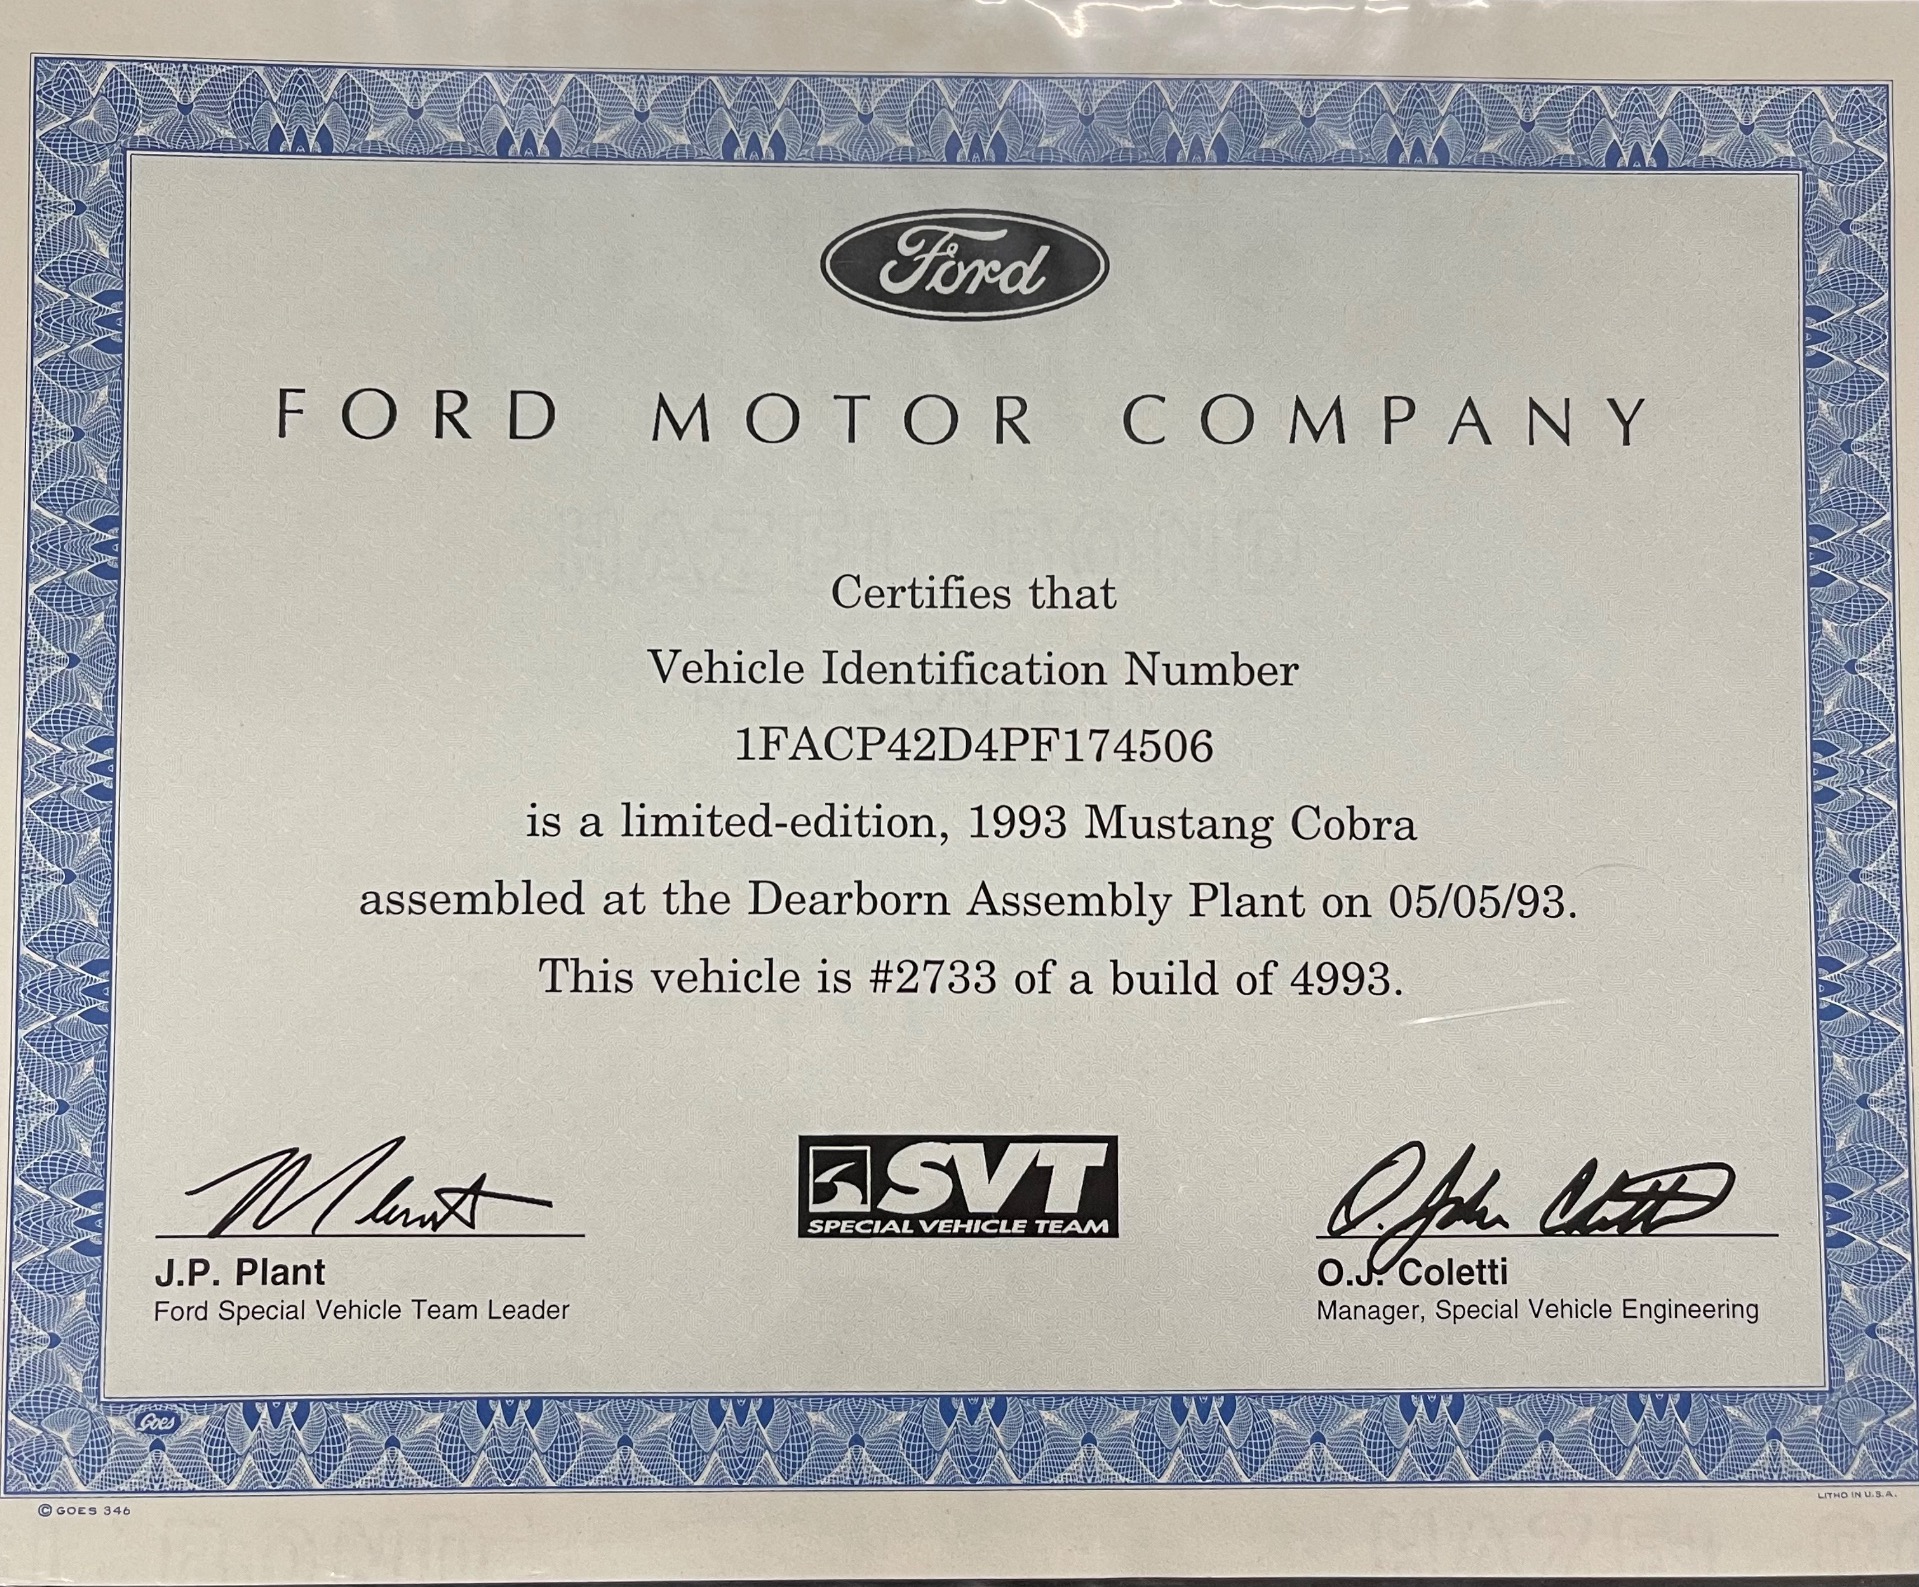 Ford
FORD MOTOR COMPANY
Certifies that
Vehicle Identification Number
1FACP42D4PF174506
is a limited-edition, 1993 Mustang Cobra
assembled at the Dearborn Assembly Plant on 05/05/93.
This vehicle is #2733 of a build of 4993.
SVT
SPECIAL VEHICLE TEAM
O. John Coletti
J.P. Plant
Ford Special Vehicle Team Leader
O.J. Coletti
Manager, Special Vehicle Engineering
Goes
© GOES 346
LITHO IN U.S.A.